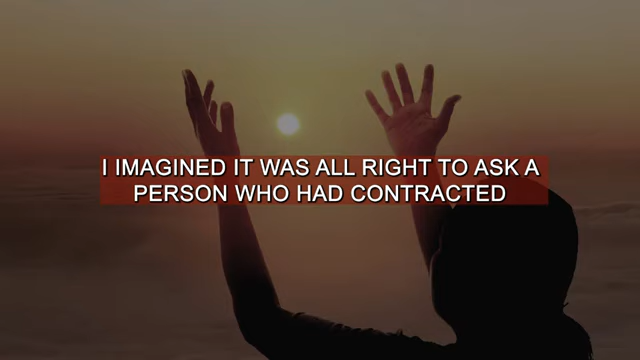 I IMAGINED IT WAS ALL RIGHT TO ASK A
PERSON WHO HAD CONTRACTED